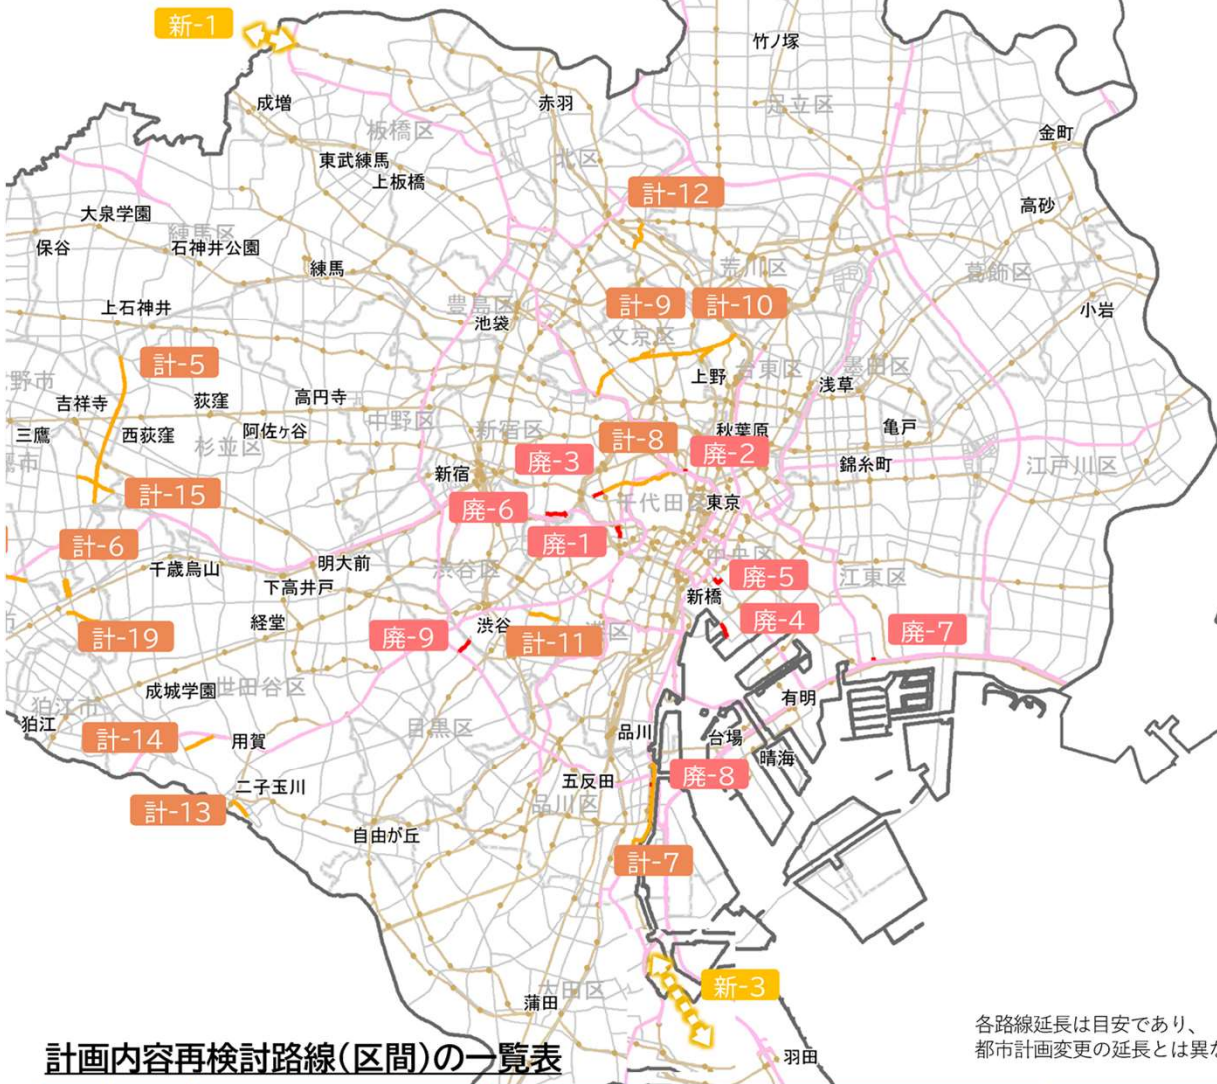 新-1
竹ノ塚
成増
赤羽
足立区
板橋区
金町
東武練馬
北区
上板橋
計-12
大泉学園
高砂
練馬区
保谷
石神井公園
練馬
荒川区
葛飾区
豊島区
計-9
計-10
上石神井
池袋
文京区
小岩
計-5
上野
台東区
墨田区
野市
吉祥寺
荻窪
高円寺
浅草
中野区
三鷹
西荻窪
阿佐ヶ谷
新宿区
計-8
秋葉原
亀戸
杉並区
鷹市
廃-3
廃-2
新宿
錦糸町
江戸川区
計-15
廃-6
千代田区
東京
計-6
廃-1
中央区
千歳烏山
明大前
渋谷区
廃-5
江東区
下高井戸
新橋
市
計-19
経堂
廃-9
渋谷
計-11
港区
廃-4
廃-7
成城学園
世田谷区
狛江市
有明
狛江
計-14
用賀
目黒区
品川
台場
晴海
二子玉川
五反田
廃-8
計-13
品川区
自由が丘
計-7
大田区
新-3
蒲田
羽田
各路線延長は目安であり、
都市計画変更の延長とは異な
計画内容再検討路線(区間)の一覧表